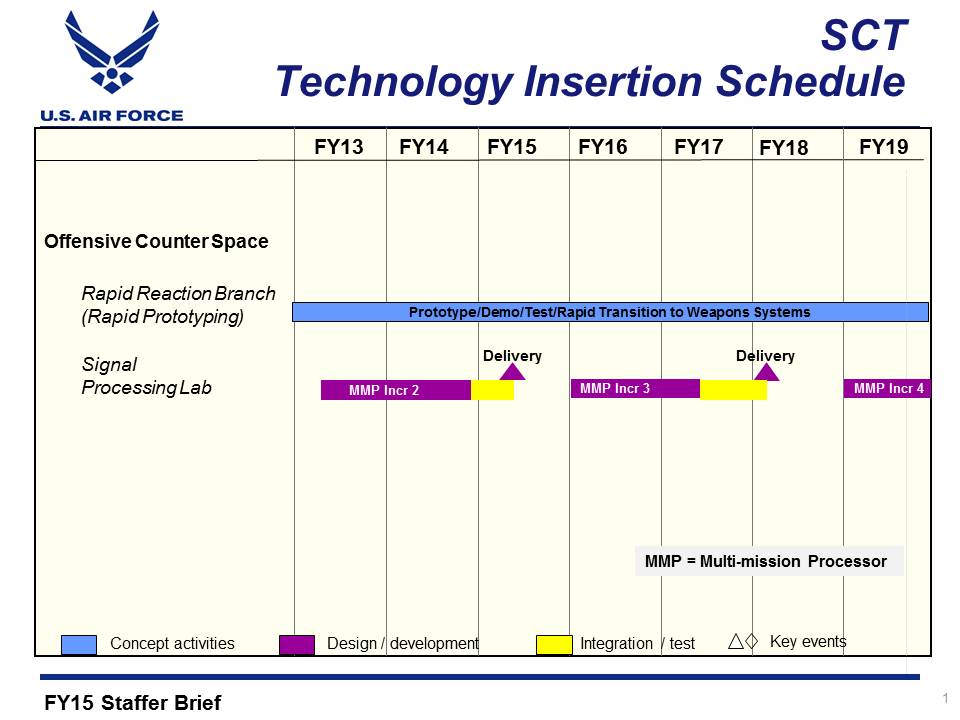 SCT
Technology Insertion Schedule
U.S. AIR FORCE
FY13 FY14 FY15 FY16 FY17 FY18 FY19
Offensive Counter Space
Rapid Reaction Branch
(Rapid Prototyping)
Prototype/Demo/Test/Rapid Transition to Weapons Systems
Signal
Processing Lab
Delivery Delivery
MMP Incr 2 MMP Incr 3 MMP Incr 4
MMP = Multi-mission Processor
Concept activities Design / development Integration / test Key events
FY15 Staffer Brief
1